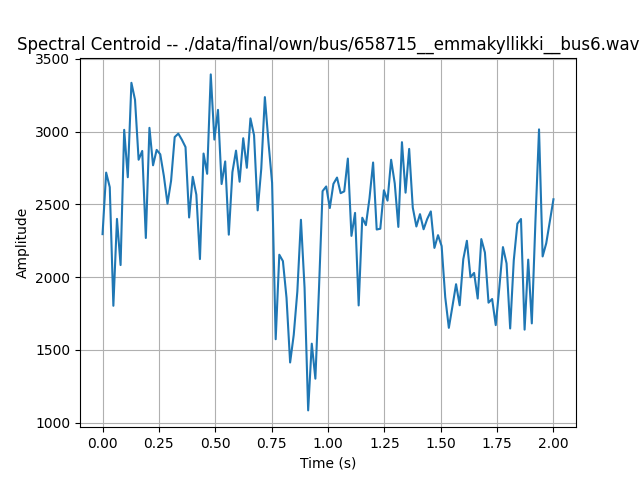 Spectral Centroid -- ./data/final/own/bus/658715__emmakyllikki__bus6.wav
3500
3000
2500
2000
1500
1000
Amplitude
0.00 0.25 0.50 0.75 1.00 1.25 1.50 1.75 2.00
Time (s)